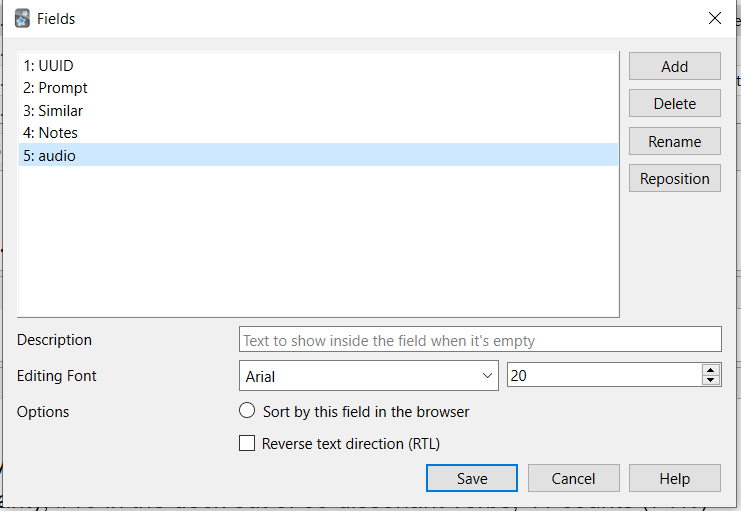 Fields
1: UUID
2: Prompt
3: Similar
4: Notes
5: audio
Add
Delete
Rename
Reposition
Description
Text to show inside the field when it's empty
Editing Font
Arial
20
Options
Sort by this field in the browser
Reverse text direction (RTL)
Save
Cancel
Help